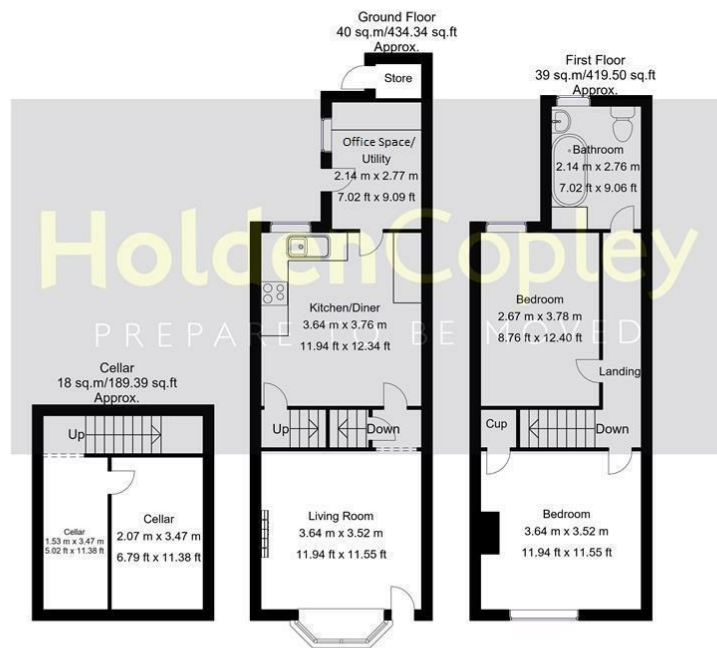 Ground Floor
40 sq.m/434.34 sq.ft
Approx.
Store
Office Space/
Utility
2.14 m x 2.77 m
7.02 ft x 9.09 ft
Kitchen/Diner
3.64 m x 3.76 m
11.94 ft x 12.34 ft
Up
Down
Living Room
3.64 m x 3.52 m
11.94 ft x 11.55 ft
First Floor
39 sq.m/419.50 sq.ft
Approx.
Bathroom
2.14 m x 2.76 m
7.02 ft x 9.06 ft
Bedroom
2.67 m x 3.78 m
8.76 ft x 12.40 ft
Landing
Cup
Down
Bedroom
3.64 m x 3.52 m
11.94 ft x 11.55 ft
Cellar
18 sq.m/189.39 sq.ft
Approx.
Up
Cellar
1.53 m x 3.47 m
5.02 ft x 11.38 ft
Cellar
2.07 m x 3.47 m
6.79 ft x 11.38 ft
HoldenCopley
PREPARE TO BE MOVED